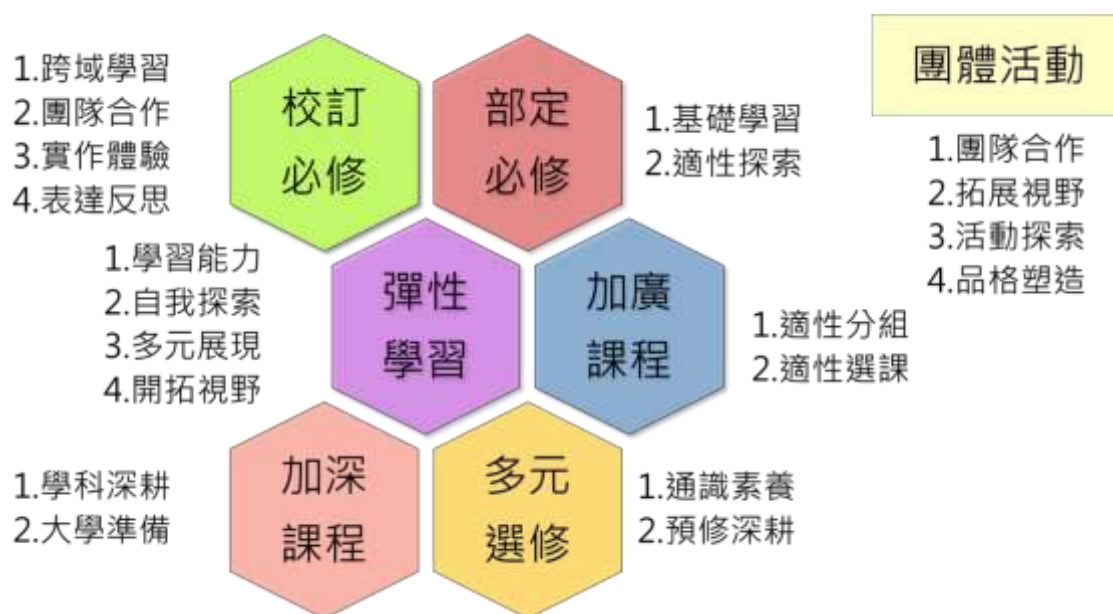 1.跨域學習
2.團隊合作
3.實作體驗
4.表達反思
校訂
必修
部定
必修
1.基礎學習
2.適性探索
團體活動
1.團隊合作
2.拓展視野
3.活動探索
4.品格塑造
1.學習能力
2.自我探索
3.多元展現
4.開拓視野
彈性
學習
加廣
課程
1.適性分組
2.適性選課
1.學科深耕
2.大學準備
加深
課程
多元
選修
1.通識素養
2.預修深耕